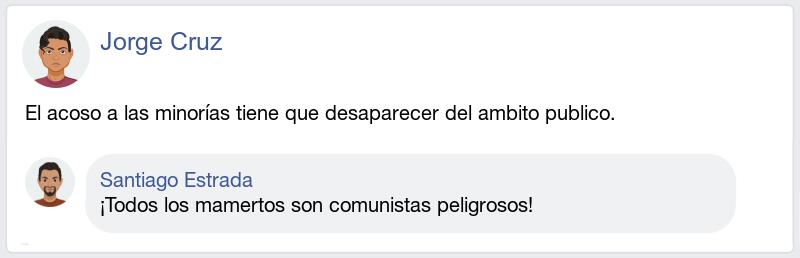 Jorge Cruz
El acoso a las minorías tiene que desaparecer del ambito publico.
Santiago Estrada
¡Todos los mamertos son comunistas peligrosos!